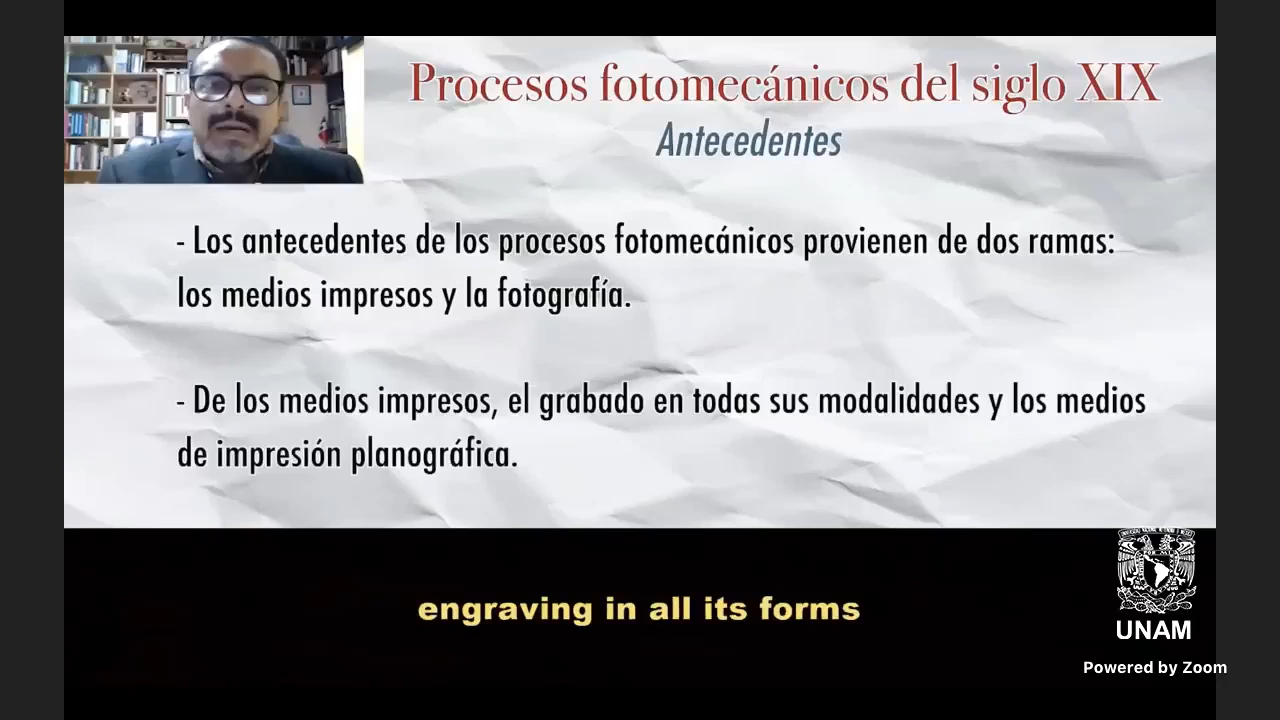 Procesos fotomecánicos del siglo XIX
Antecedentes
- Los antecedentes de los procesos fotomecánicos provienen de dos ramas:
los medios impresos y la fotografía.
- De los medios impresos, el grabado en todas sus modalidades y los medios
de impresión planográfica.
engraving in all its forms
UNAM
Powered by Zoom